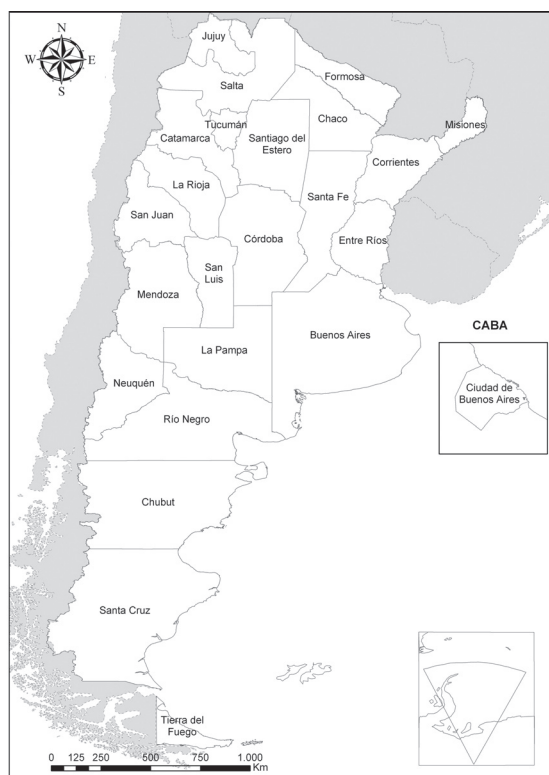 N
W
E
S
Jujuy
Formosa
Salta
Chaco
Tucumán
Misiones
Catamarca
Santiago del
Estero
Corrientes
La Rioja
Santa Fe
San Juan
Córdoba
Entre Ríos
San
Luis
Mendoza
CABA
Buenos Aires
La Pampa
Ciudad de
Buenos Aires
Neuquén
Río Negro
Chubut
Santa Cruz
Tierra del
Fuego
0 125 250 500 750 1.000
Km